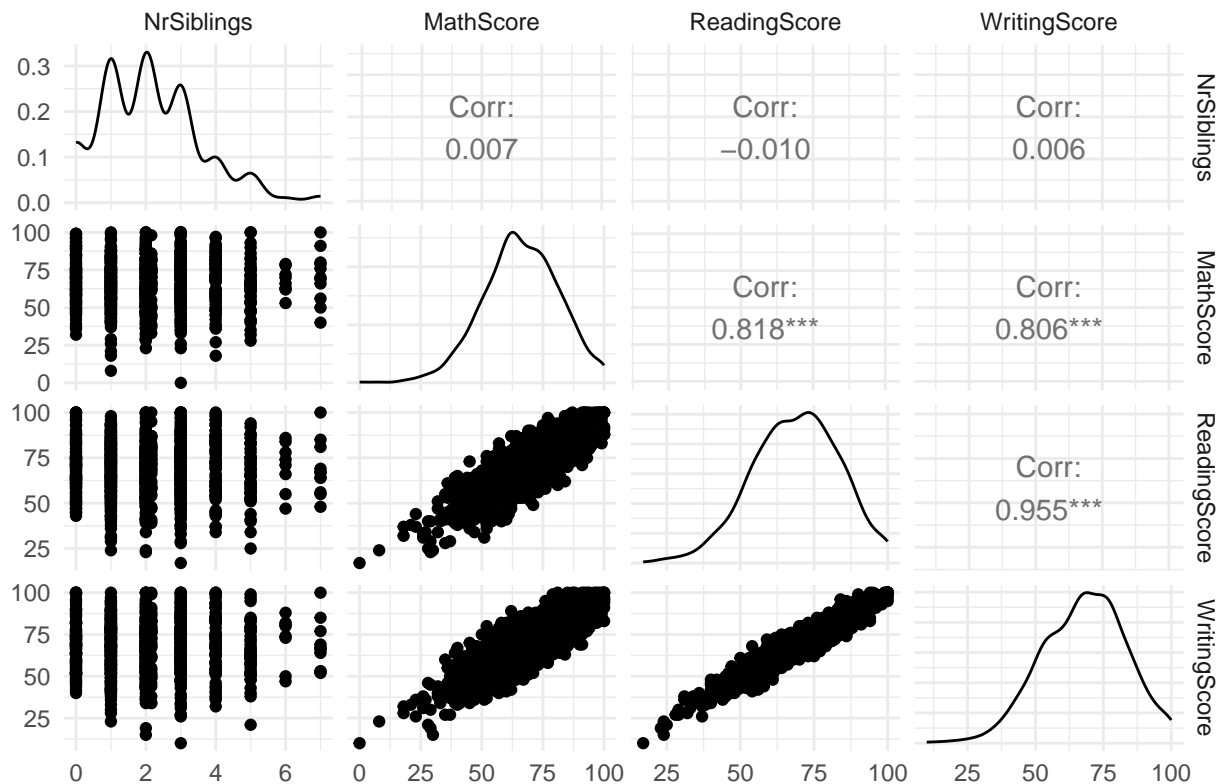 NrSiblings MathScore ReadingScore WritingScore
0.3
0.2
0.1
0.0
Corr:
0.007
Corr:
−0.010
Corr:
0.006
NrSiblings
100
75
50
25
0
Corr:
0.818***
Corr:
0.806***
MathScore
100
75
50
25
Corr:
0.955***
ReadingScore
100
75
50
25
WritingScore
0 2 4 6 0 25 50 75 100 25 50 75 100 25 50 75 100